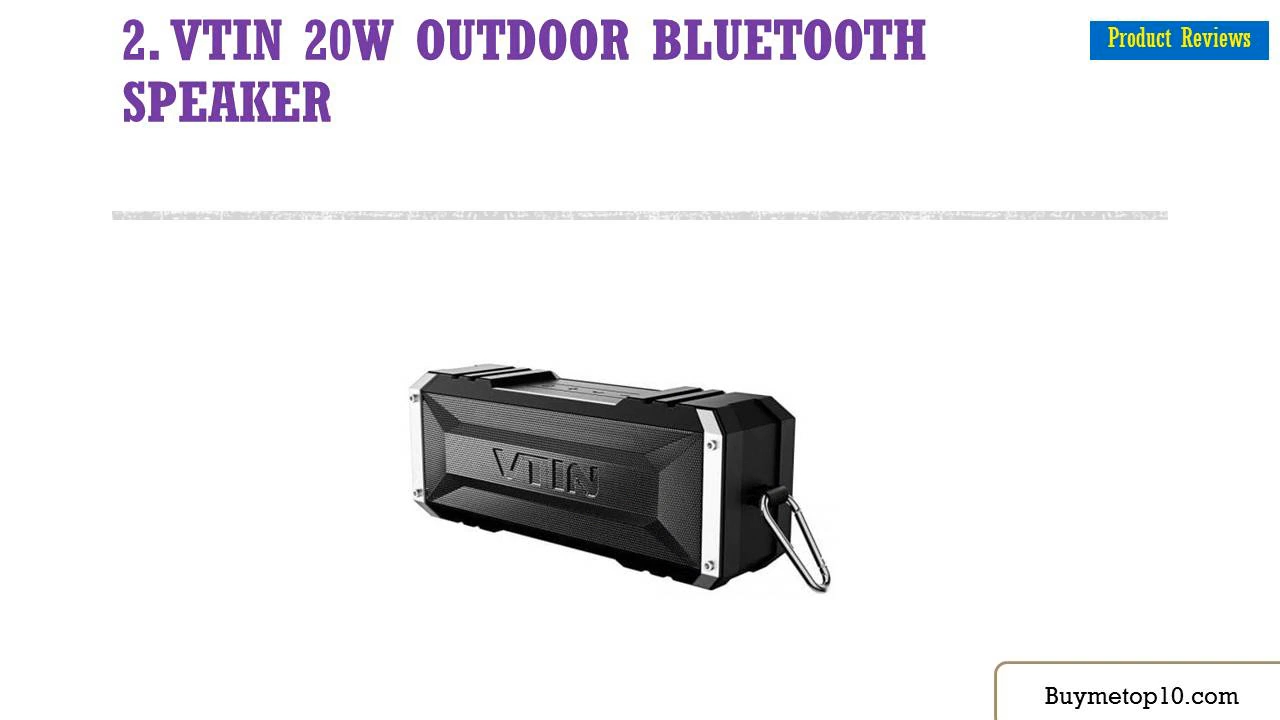 2. VTIN 20W OUTDOOR BLUETOOTH
SPEAKER
Product Reviews
VTIN
Buymetop10.com